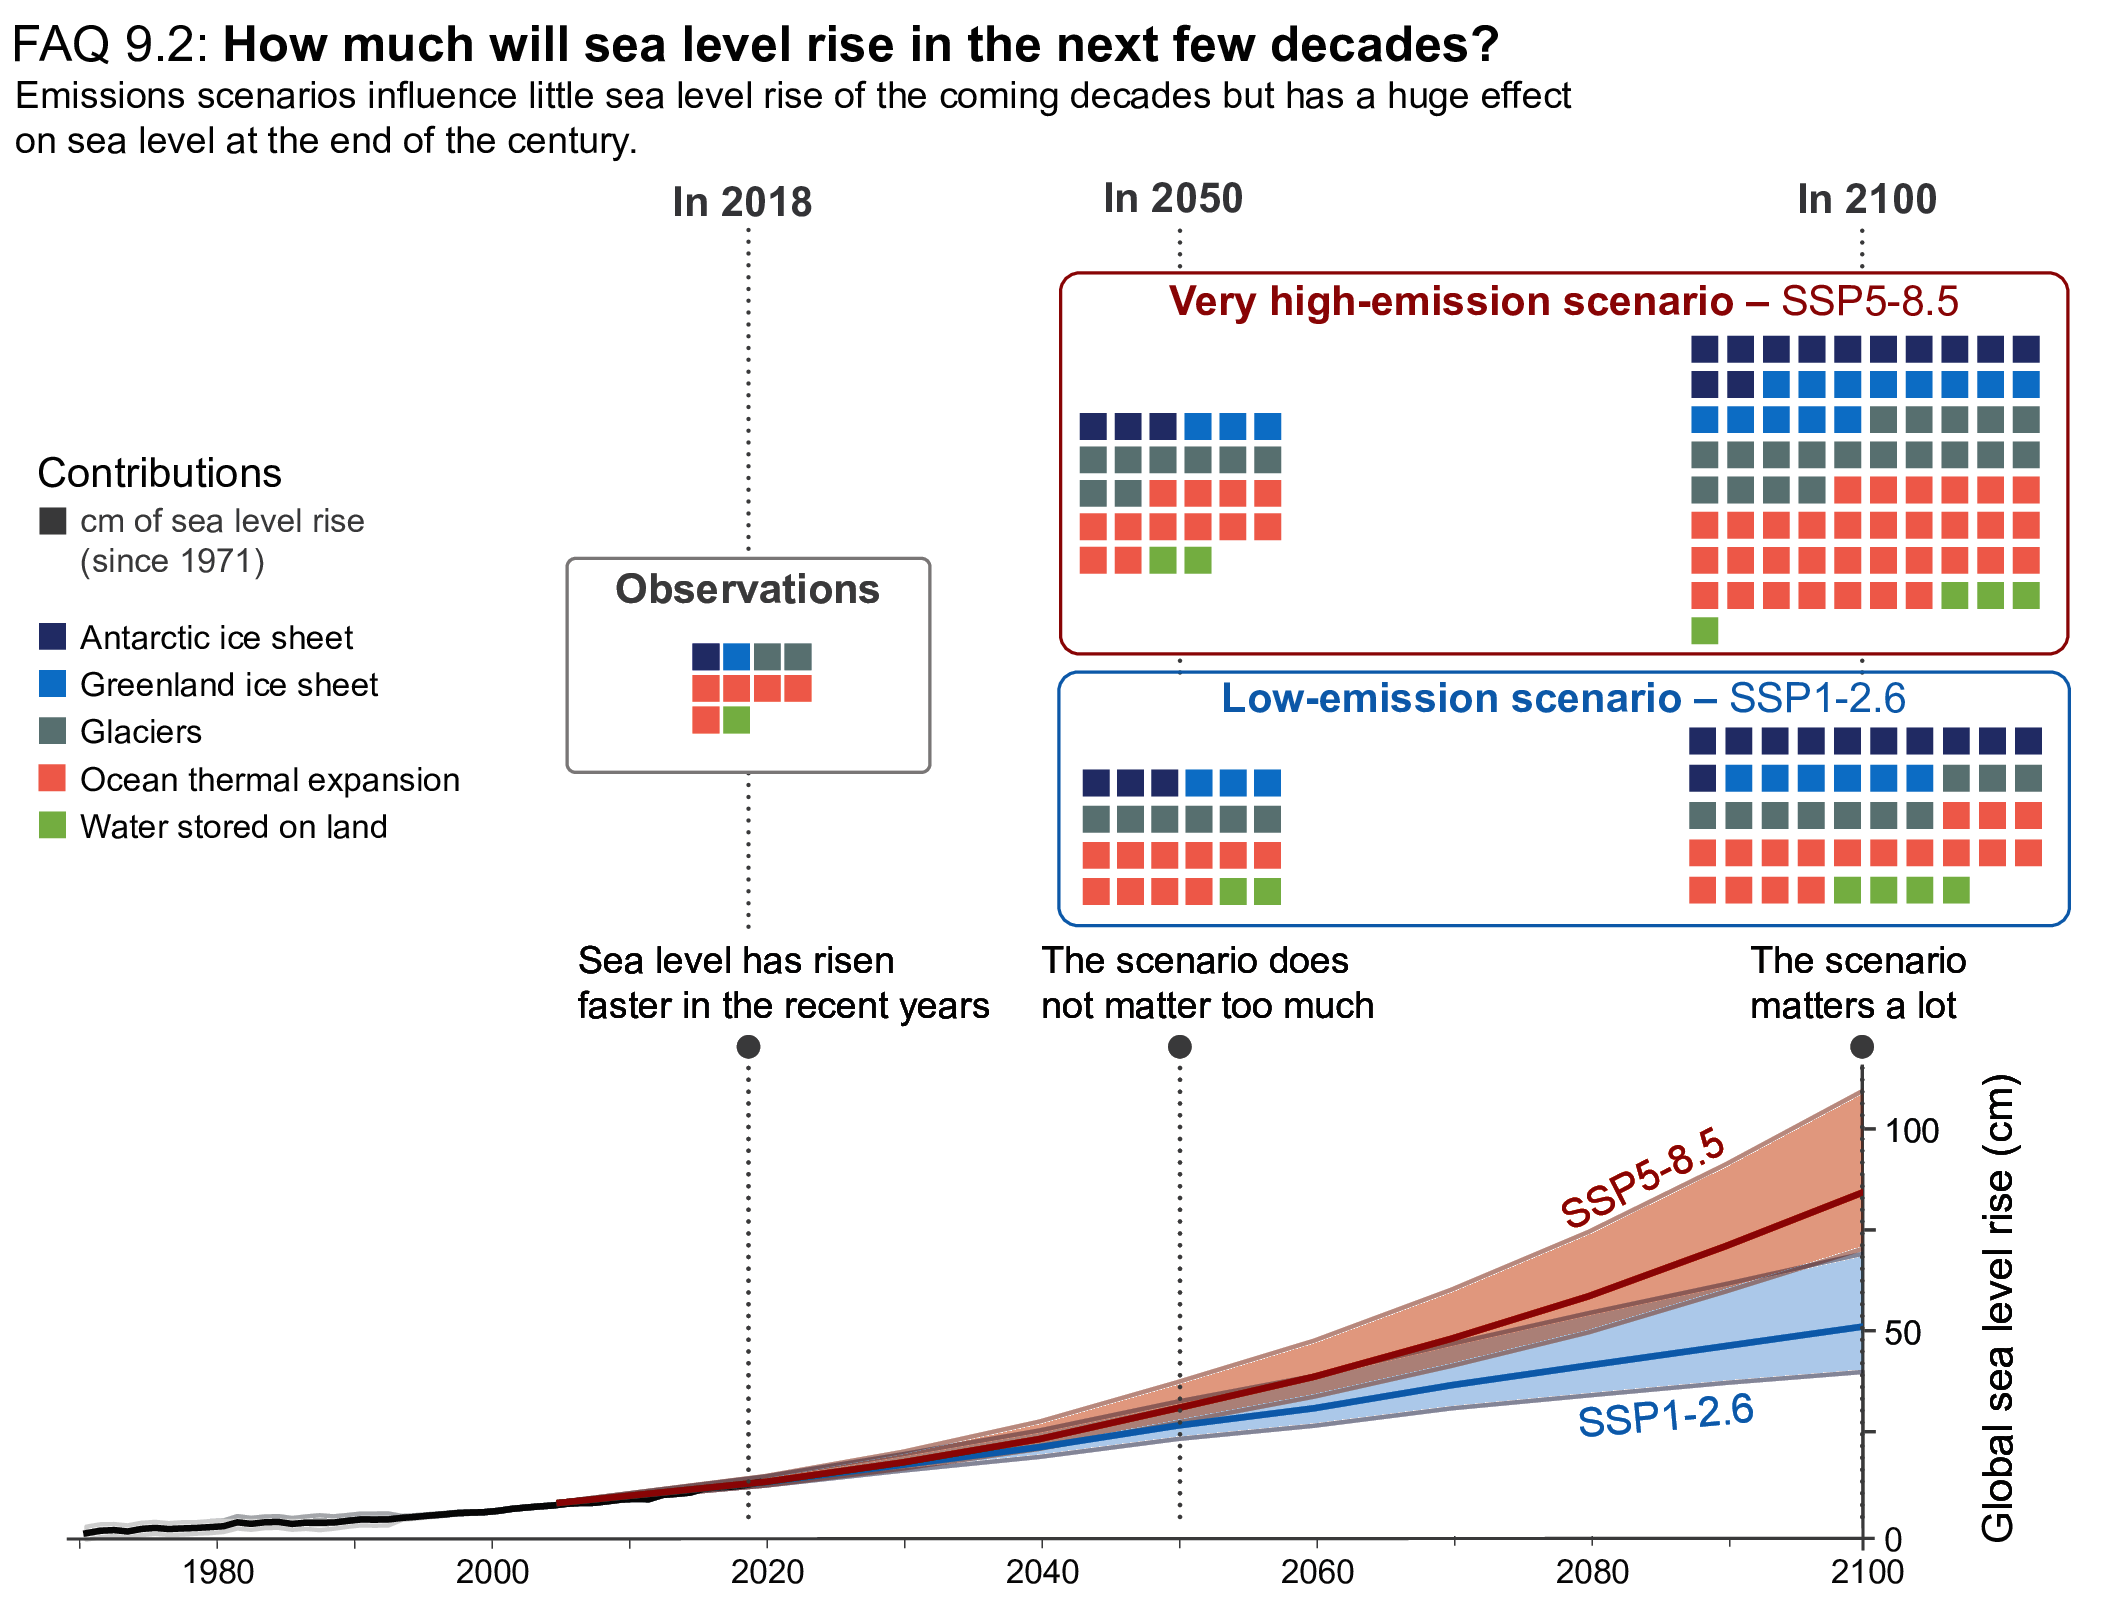 FAQ 9.2: How much will sea level rise in the next few decades?
Emissions scenarios influence little sea level rise of the coming decades but has a huge effect
on sea level at the end of the century.
In 2018
In 2050
In 2100
Very high-emission scenario – SSP5-8.5
Contributions
cm of sea level rise
(since 1971)
Antarctic ice sheet
Greenland ice sheet
Glaciers
Ocean thermal expansion
Water stored on land
Observations
Low-emission scenario – SSP1-2.6
Sea level has risen
faster in the recent years
The scenario does
not matter too much
The scenario
matters a lot
SSP5-8.5
SSP1-2.6
100
50
0
Global sea level rise (cm)
1980
2000
2020
2040
2060
2080
2100